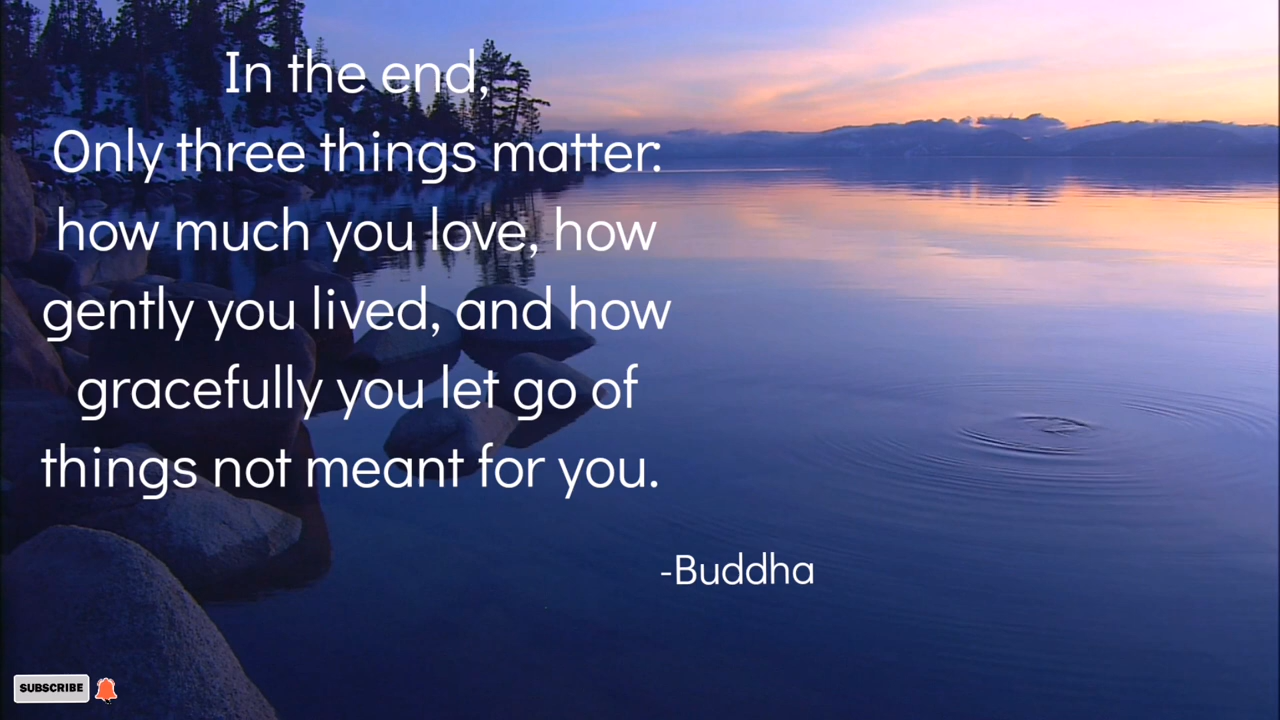 In the end,
Only three things matter:
how much you love, how
gently you lived, and how
gracefully you let go of
things not meant for you.
-Buddha
SUBSCRIBE